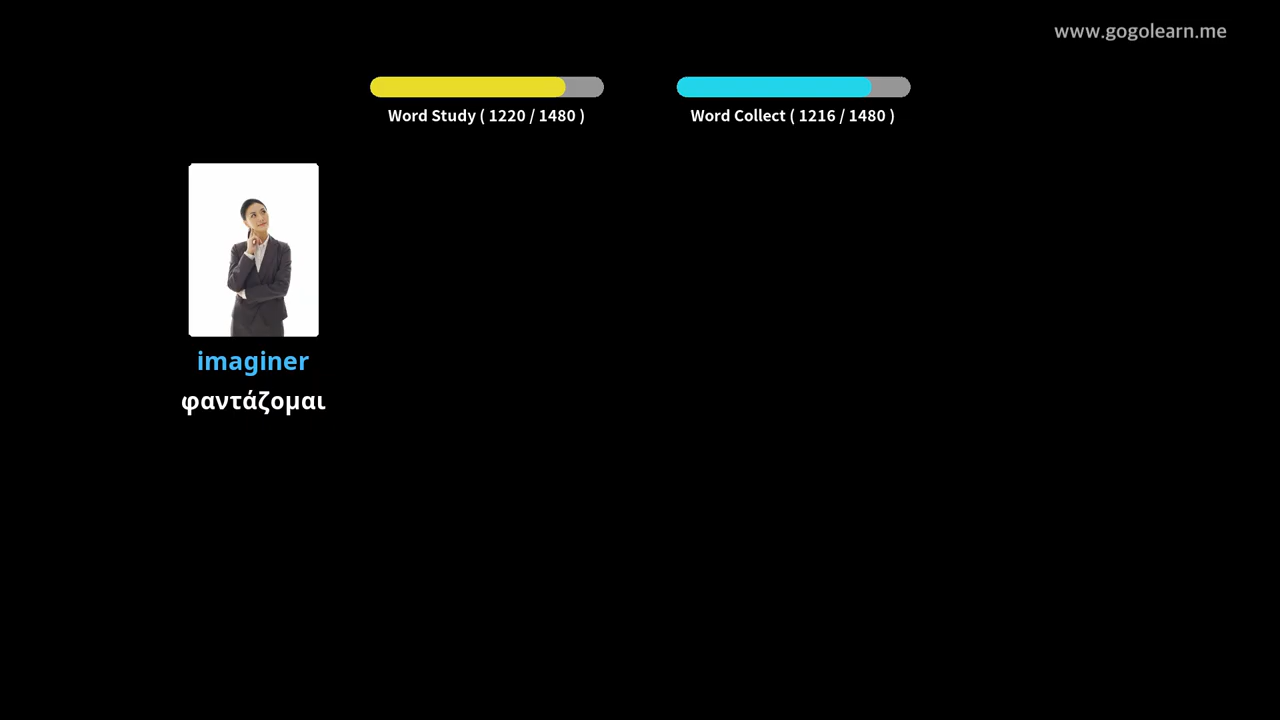 www.gogolearn.me
Word Study ( 1220 / 1480 )
Word Collect ( 1216 / 1480 )
imaginer
φαντάζομαι